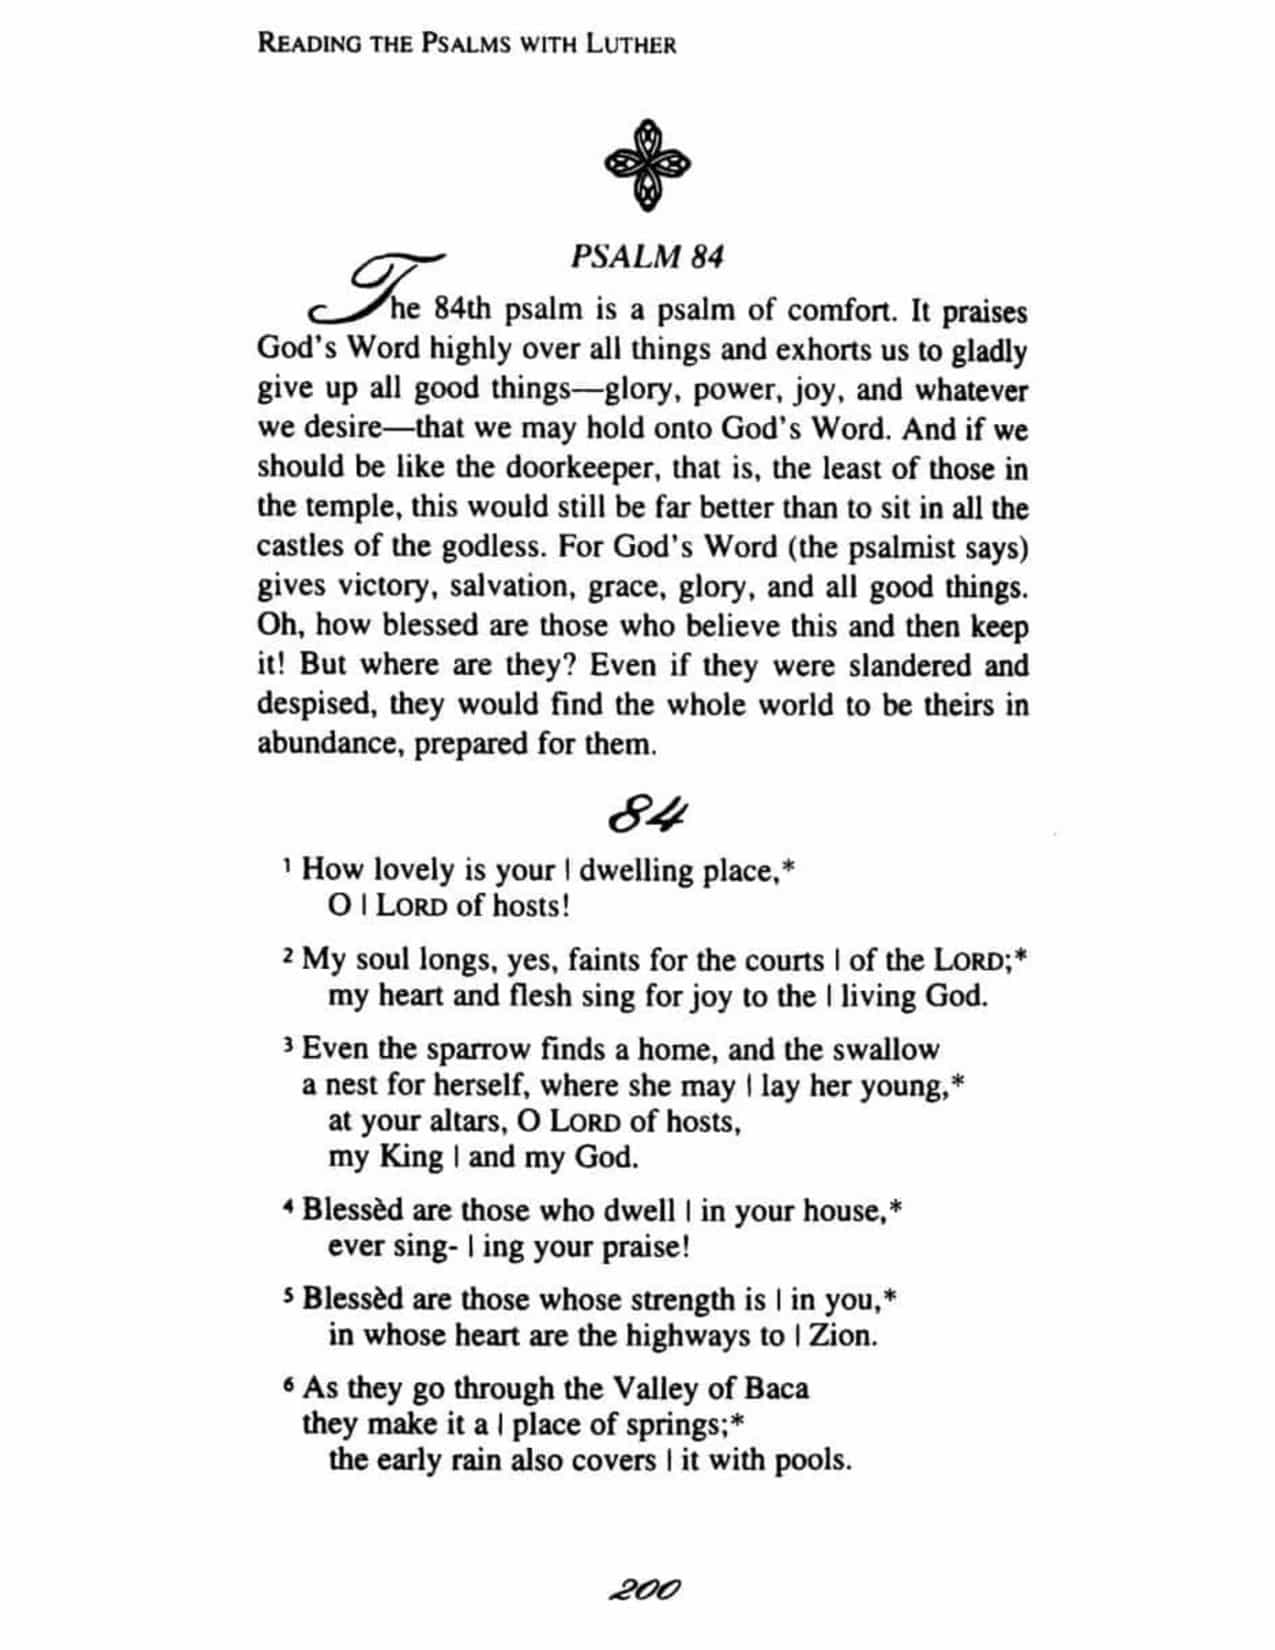 READING THE PSALMS WITH LUTHER
PSALM 84
The 84th psalm is a psalm of comfort. It praises
God's Word highly over all things and exhorts us to gladly
give up all good things—glory, power, joy, and whatever
we desire—that we may hold onto God's Word. And if we
should be like the doorkeeper, that is, the least of those in
the temple, this would still be far better than to sit in all the
castles of the godless. For God's Word (the psalmist says)
gives victory, salvation, grace, glory, and all good things.
Oh, how blessed are those who believe this and then keep
it! But where are they? Even if they were slandered and
despised, they would find the whole world to be theirs in
abundance, prepared for them.
84
1 How lovely is your | dwelling place,*
O | LORD of hosts!
2 My soul longs, yes, faints for the courts | of the LORD;*
my heart and flesh sing for joy to the | living God.
3 Even the sparrow finds a home, and the swallow
a nest for herself, where she may | lay her young,*
at your altars, O LORD of hosts,
my King | and my God.
4 Blessèd are those who dwell | in your house,*
ever sing- | ing your praise!
5 Blessèd are those whose strength is | in you,*
in whose heart are the highways to | Zion.
6 As they go through the Valley of Baca
they make it a | place of springs;*
the early rain also covers | it with pools.
200